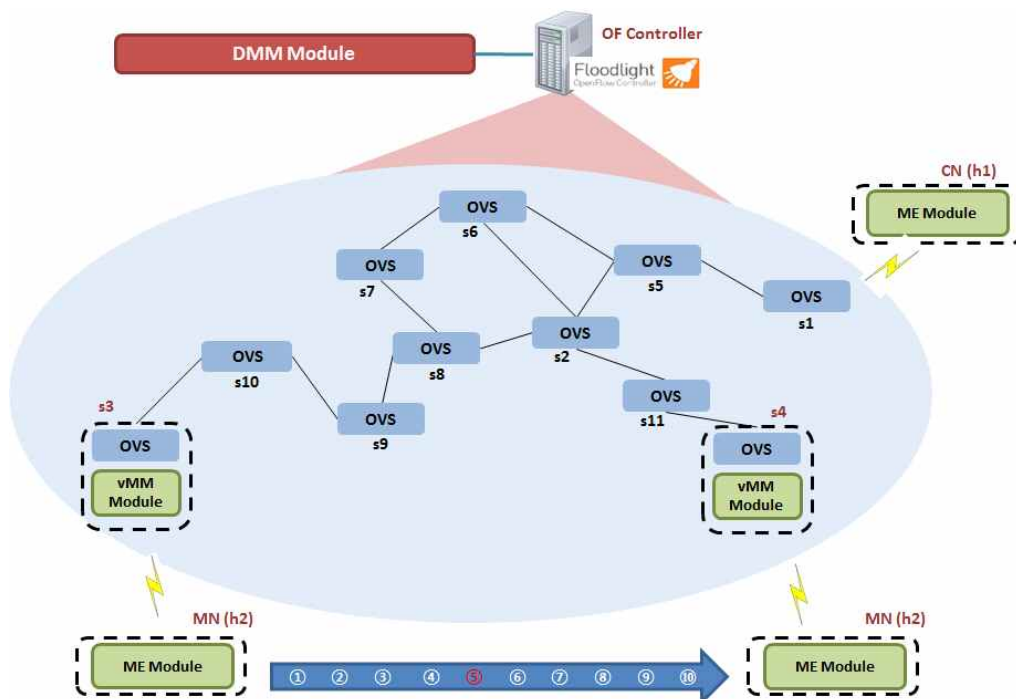 OF Controller
DMM Module
Floodlight
OpenFlow Controller
CN (h1)
ME Module
OVS
s6
OVS
s7
OVS
s5
OVS
s1
OVS
s8
OVS
s2
OVS
s10
OVS
s9
OVS
s11
s3
OVS
vMM
Module
s4
OVS
vMM
Module
MN (h2)
ME Module
MN (h2)
ME Module
① ② ③ ④ ⑤ ⑥ ⑦ ⑧ ⑨ ⑩